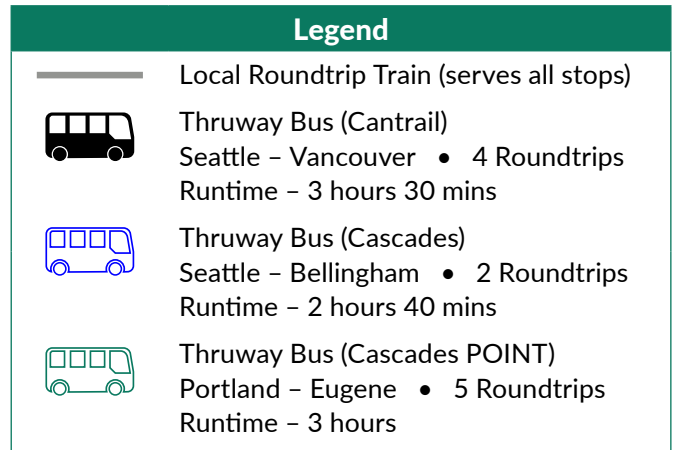 Legend
Local Roundtrip Train (serves all stops)
Thruway Bus (Cantrail)
Seattle – Vancouver • 4 Roundtrips
Runtime – 3 hours 30 mins
Thruway Bus (Cascades)
Seattle – Bellingham • 2 Roundtrips
Runtime – 2 hours 40 mins
Thruway Bus (Cascades POINT)
Portland – Eugene • 5 Roundtrips
Runtime – 3 hours